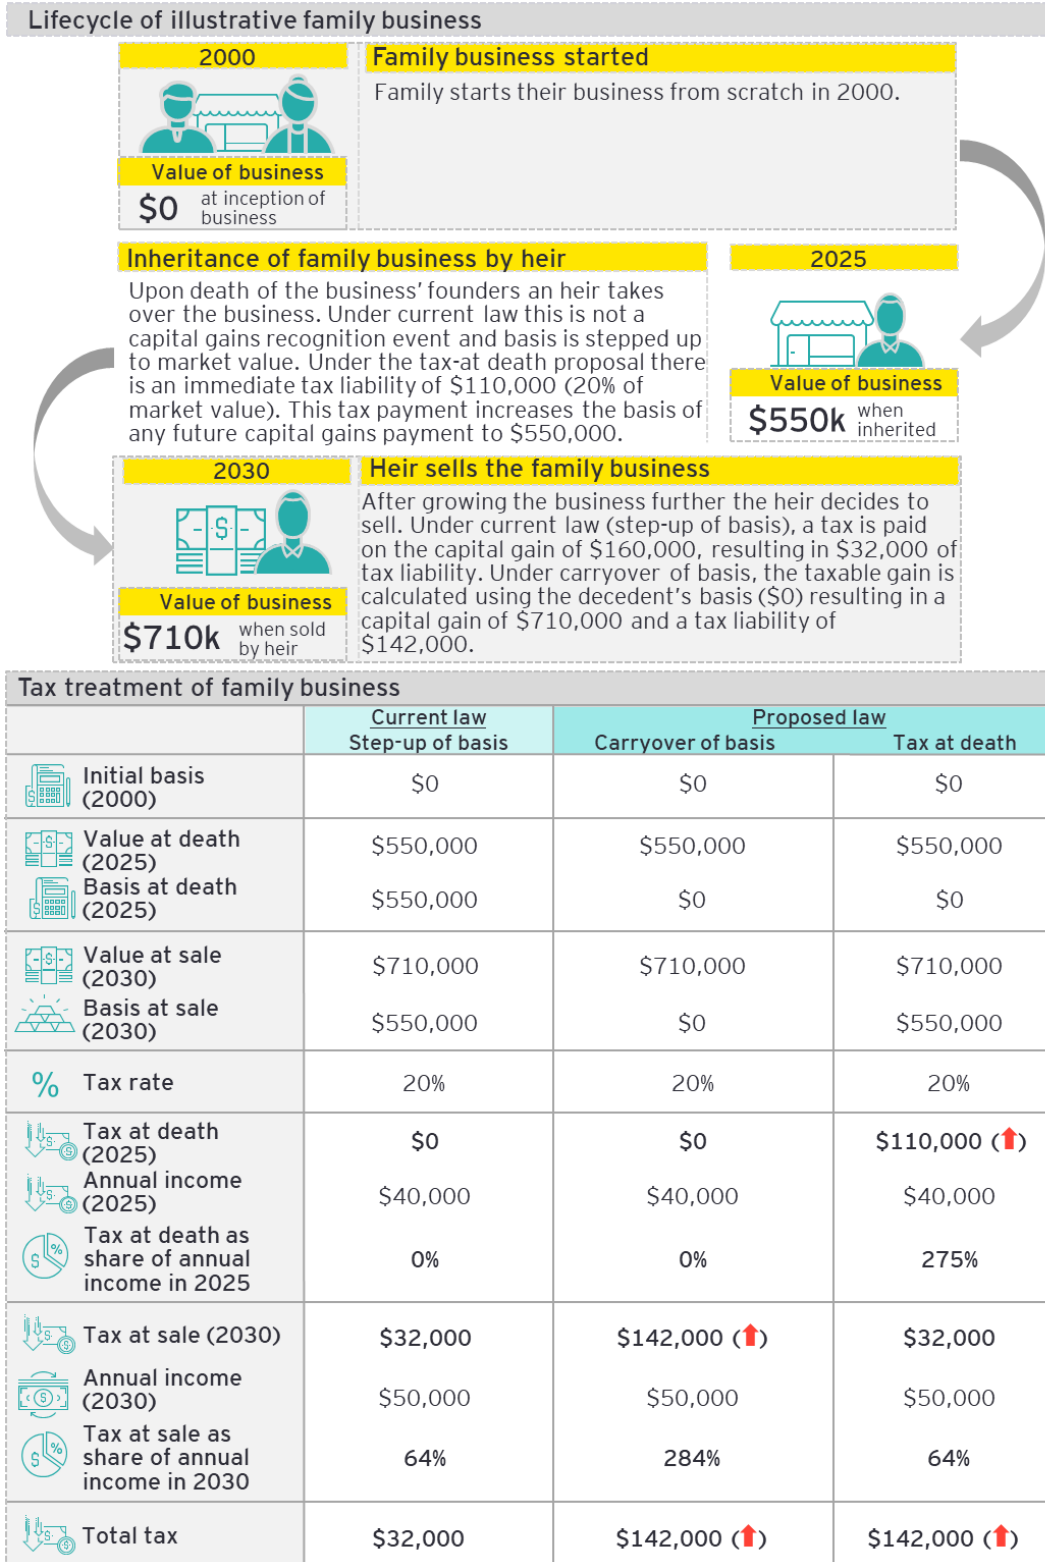 Lifecycle of illustrative family business
2000
Family business started
Family starts their business from scratch in 2000.
Value of business
$0 at inception of
business
Inheritance of family business by heir
2025
Upon death of the business’ founders an heir takes
over the business. Under current law this is not a
capital gains recognition event and basis is stepped up
to market value. Under the tax-at death proposal there
is an immediate tax liability of $110,000 (20% of
market value). This tax payment increases the basis of
any future capital gains payment to $550,000.
Value of business
$550k when
inherited
2030
Heir sells the family business
After growing the business further the heir decides to
sell. Under current law (step-up of basis), a tax is paid
on the capital gain of $160,000, resulting in $32,000 of
tax liability. Under carryover of basis, the taxable gain is
calculated using the decedent’s basis ($0) resulting in a
capital gain of $710,000 and a tax liability of
$142,000.
Value of business
$710k when sold
by heir
Tax treatment of family business
Current law Proposed law
Step-up of basis Carryover of basis Tax at death
Initial basis
(2000) $0 $0 $0
Value at death
(2025) $550,000 $550,000 $550,000
Basis at death
(2025) $550,000 $0 $0
Value at sale
(2030) $710,000 $710,000 $710,000
Basis at sale
(2030) $550,000 $0 $550,000
% Tax rate 20% 20% 20%
Tax at death
(2025) $0 $0 $110,000 (⬆)
Annual income
(2025) $40,000 $40,000 $40,000
Tax at death as
share of annual 0% 0% 275%
income in 2025
Tax at sale (2030) $32,000 $142,000 (⬆) $32,000
Annual income
(2030) $50,000 $50,000 $50,000
Tax at sale as
share of annual 64% 284% 64%
income in 2030
Total tax $32,000 $142,000 (⬆) $142,000 (⬆)